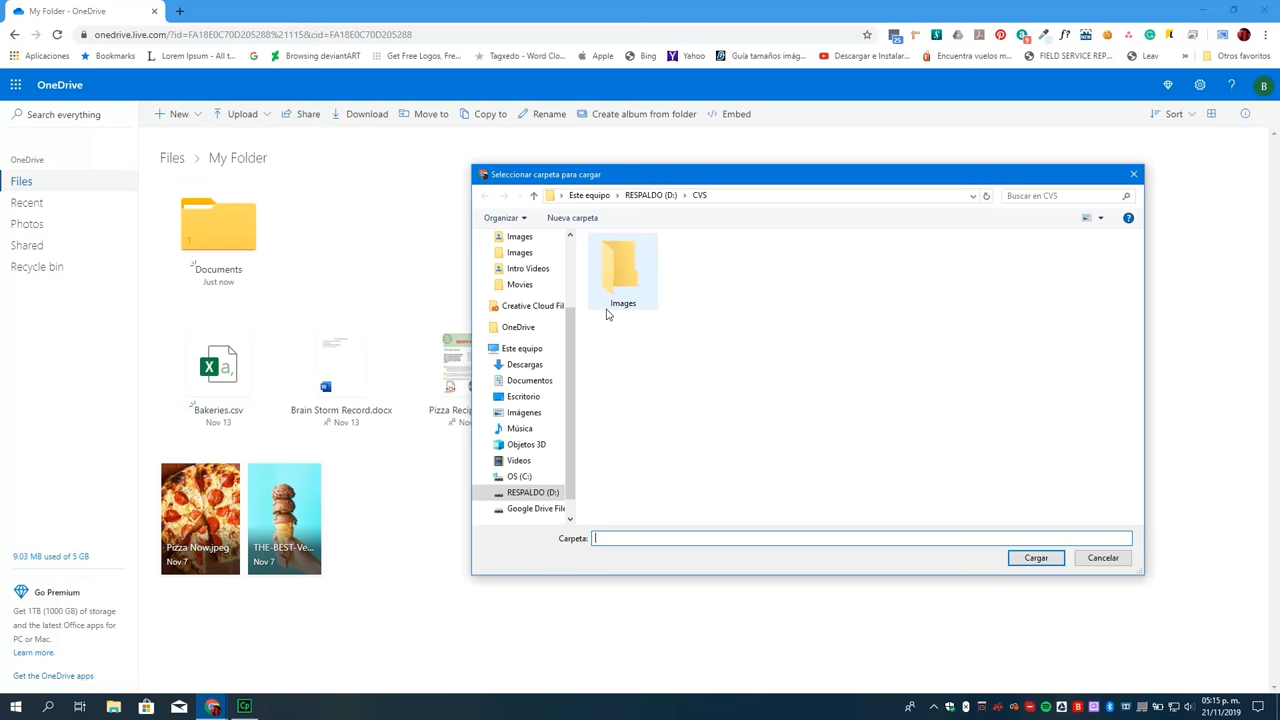 My Folder - OneDrive
onedrive.live.com/?id=FA18E0C70D205288%21115&cid=FA18E0C70D205288
Aplicaciones
Bookmarks
Lorem Ipsum - All t...
Browsing deviantART
Get Free Logos, Fre...
Tagxedo - Word Clo...
Apple
Bing
Yahoo
Guía tamaños imág...
Descargar e Instalar...
Encuentra vuelos m...
FIELD SERVICE REP...
Leav
»
Otros favoritos
OneDrive
?
B
Search everything
New
Upload
Share
Download
Move to
Copy to
Rename
Create album from folder
Embed
Sort
OneDrive
Files
Recent
Photos
Shared
Recycle bin
Files > My Folder
1
Documents
Just now
Bakeries.csv
Nov 13
Brain Storm Record.docx
Nov 13
Pizza Recip
Nov
Pizza Now.jpeg
Nov 7
THE-BEST-Ve...
Nov 7
9.03 MB used of 5 GB
Go Premium
Get 1TB (1000 GB) of storage
and the latest Office apps for
PC or Mac.
Learn more.
Get the OneDrive apps
Seleccionar carpeta para cargar
Este equipo > RESPALDO (D:) > CVS
Buscar en CVS
Organizar
Nueva carpeta
Images
Images
Intro Videos
Movies
Creative Cloud Fil
OneDrive
Este equipo
Descargas
Documentos
Escritorio
Imágenes
Música
Objetos 3D
Videos
OS (C:)
RESPALDO (D:)
Google Drive File
Images
Carpeta:
Cargar
Cancelar
Cp
05:15 p. m.
21/11/2019